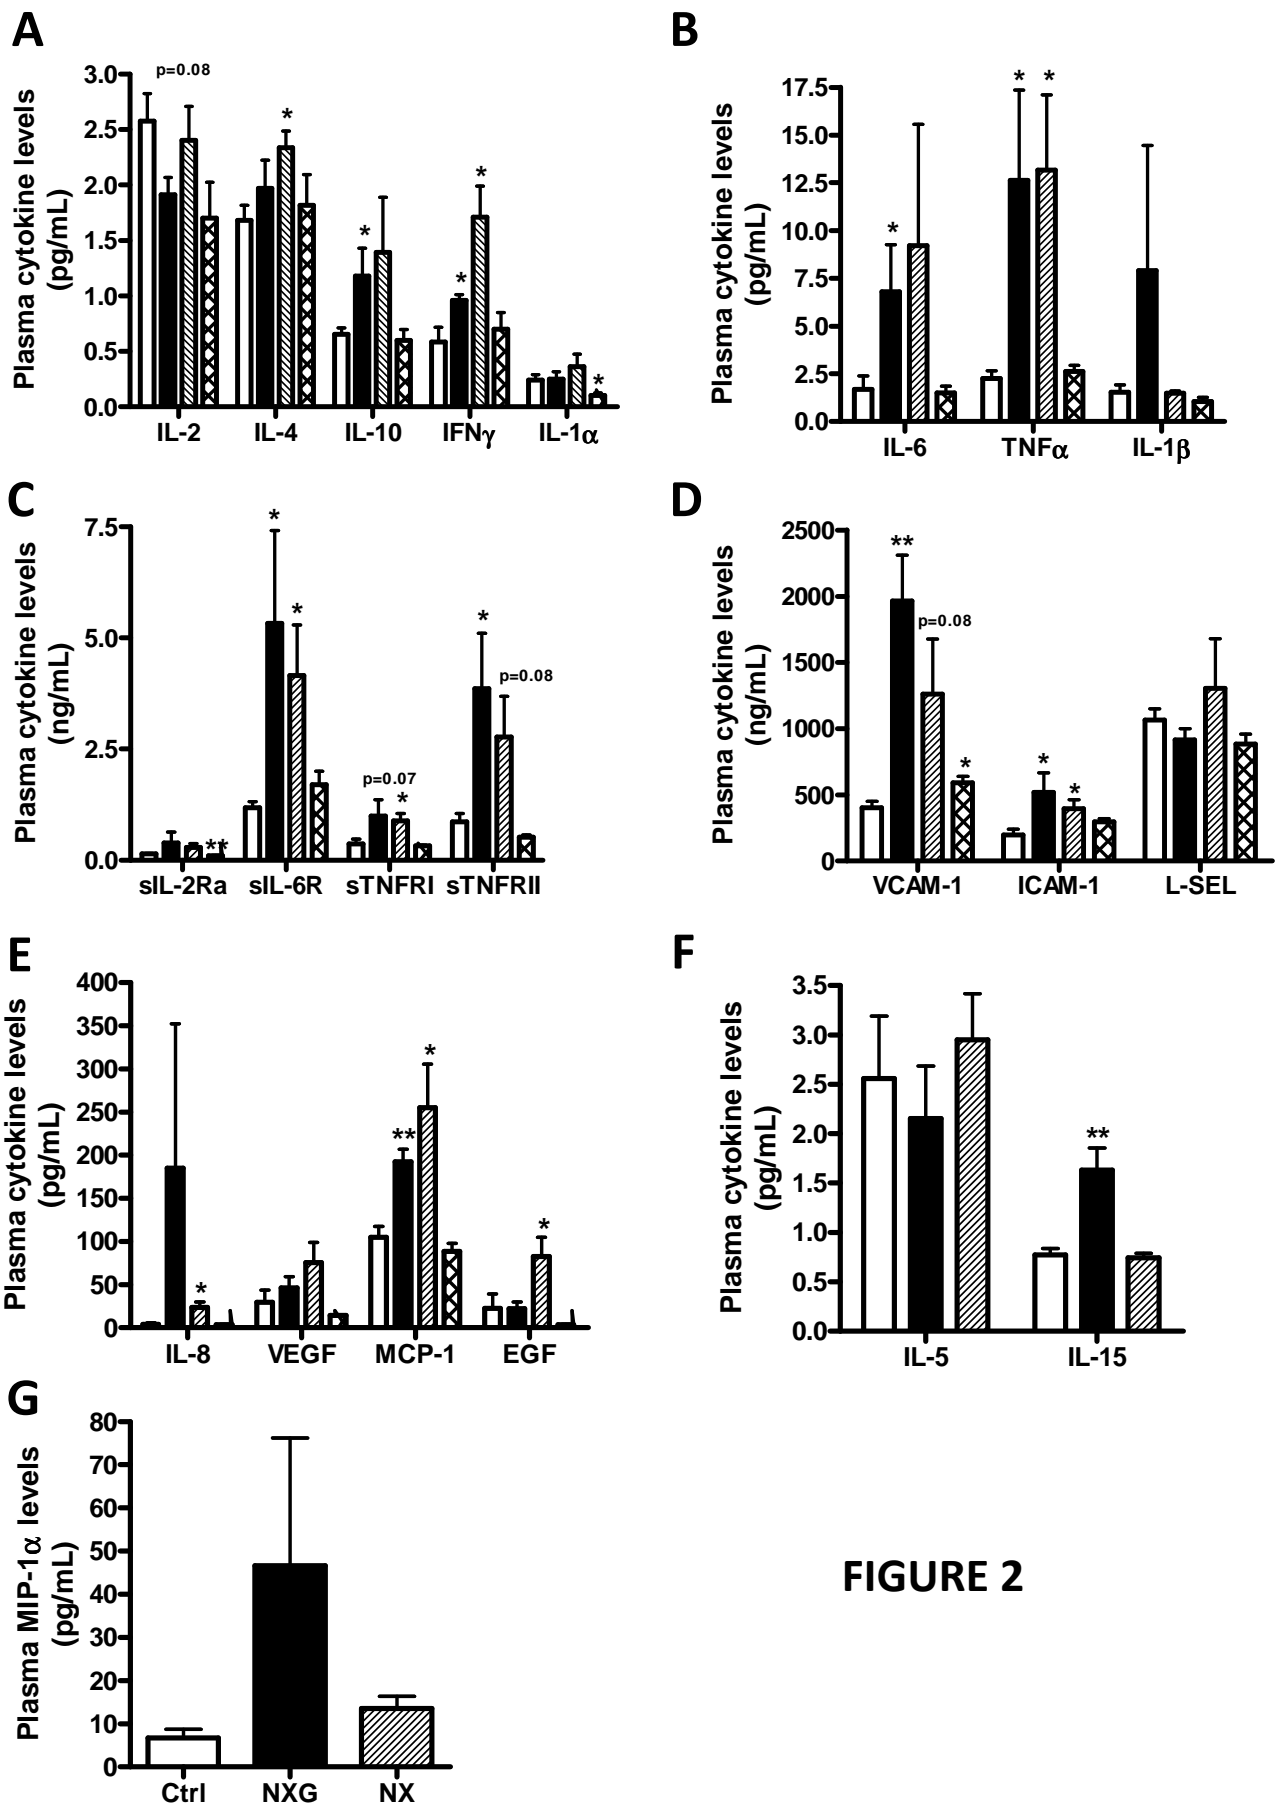 A
Plasma cytokine levels
(pg/mL)
3.0
2.5
2.0
1.5
1.0
0.5
0.0
p=0.08
*
*
*
*
*
IL-2 IL-4 IL-10 IFNγ IL-1α
B
Plasma cytokine levels
(pg/mL)
17.5
15.0
12.5
10.0
7.5
5.0
2.5
0.0
*
* *
IL-6 TNFα IL-1β
C
Plasma cytokine levels
(ng/mL)
7.5
5.0
2.5
0.0
**
*
*
p=0.07
*
*
p=0.08
sIL-2Ra sIL-6R sTNFRI sTNFRII
D
Plasma cytokine levels
(ng/mL)
2500
2000
1500
1000
500
0
**
p=0.08
*
*
*
VCAM-1 ICAM-1 L-SEL
E
Plasma cytokine levels
(pg/mL)
400
350
300
250
200
150
100
50
0
*
**
*
*
IL-8 VEGF MCP-1 EGF
F
Plasma cytokine levels
(pg/mL)
3.5
3.0
2.5
2.0
1.5
1.0
0.5
0.0
**
IL-5 IL-15
G
Plasma MIP-1α levels
(pg/mL)
80
70
60
50
40
30
20
10
0
Ctrl NXG NX
FIGURE 2